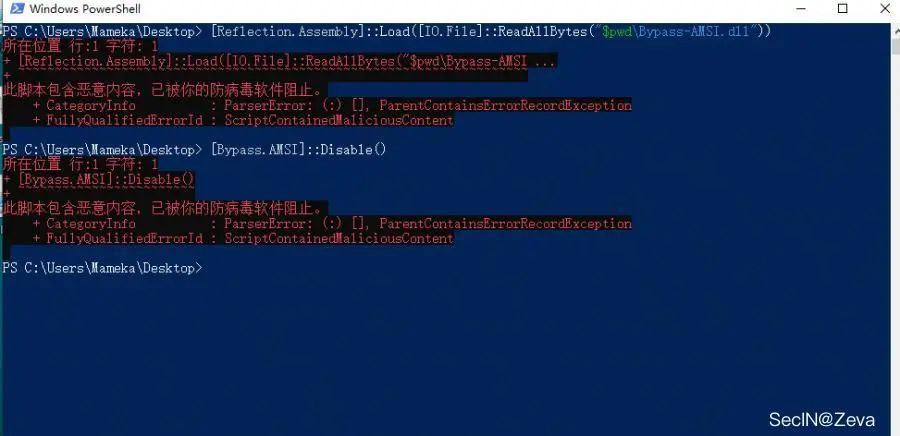 Windows PowerShell
PS C:\Users\Mameka\Desktop> [Reflection.Assembly]::Load([IO.File]::ReadAllBytes("$pwd\Bypass-AMSI.dll"))
所在位置 行:1 字符: 1
+ [Reflection.Assembly]::Load([IO.File]::ReadAllBytes("$pwd\Bypass-AMSI ...
+
此脚本包含恶意内容，已被你的防病毒软件阻止。
+ CategoryInfo : ParserError: (:) [], ParentContainsErrorRecordException
+ FullyQualifiedErrorId : ScriptContainedMaliciousContent
PS C:\Users\Mameka\Desktop> [Bypass.AMSI]::Disable()
所在位置 行:1 字符: 1
+ [Bypass.AMSI]::Disable()
+
此脚本包含恶意内容，已被你的防病毒软件阻止。
+ CategoryInfo : ParserError: (:) [], ParentContainsErrorRecordException
+ FullyQualifiedErrorId : ScriptContainedMaliciousContent
PS C:\Users\Mameka\Desktop>
SecIN@Zeva